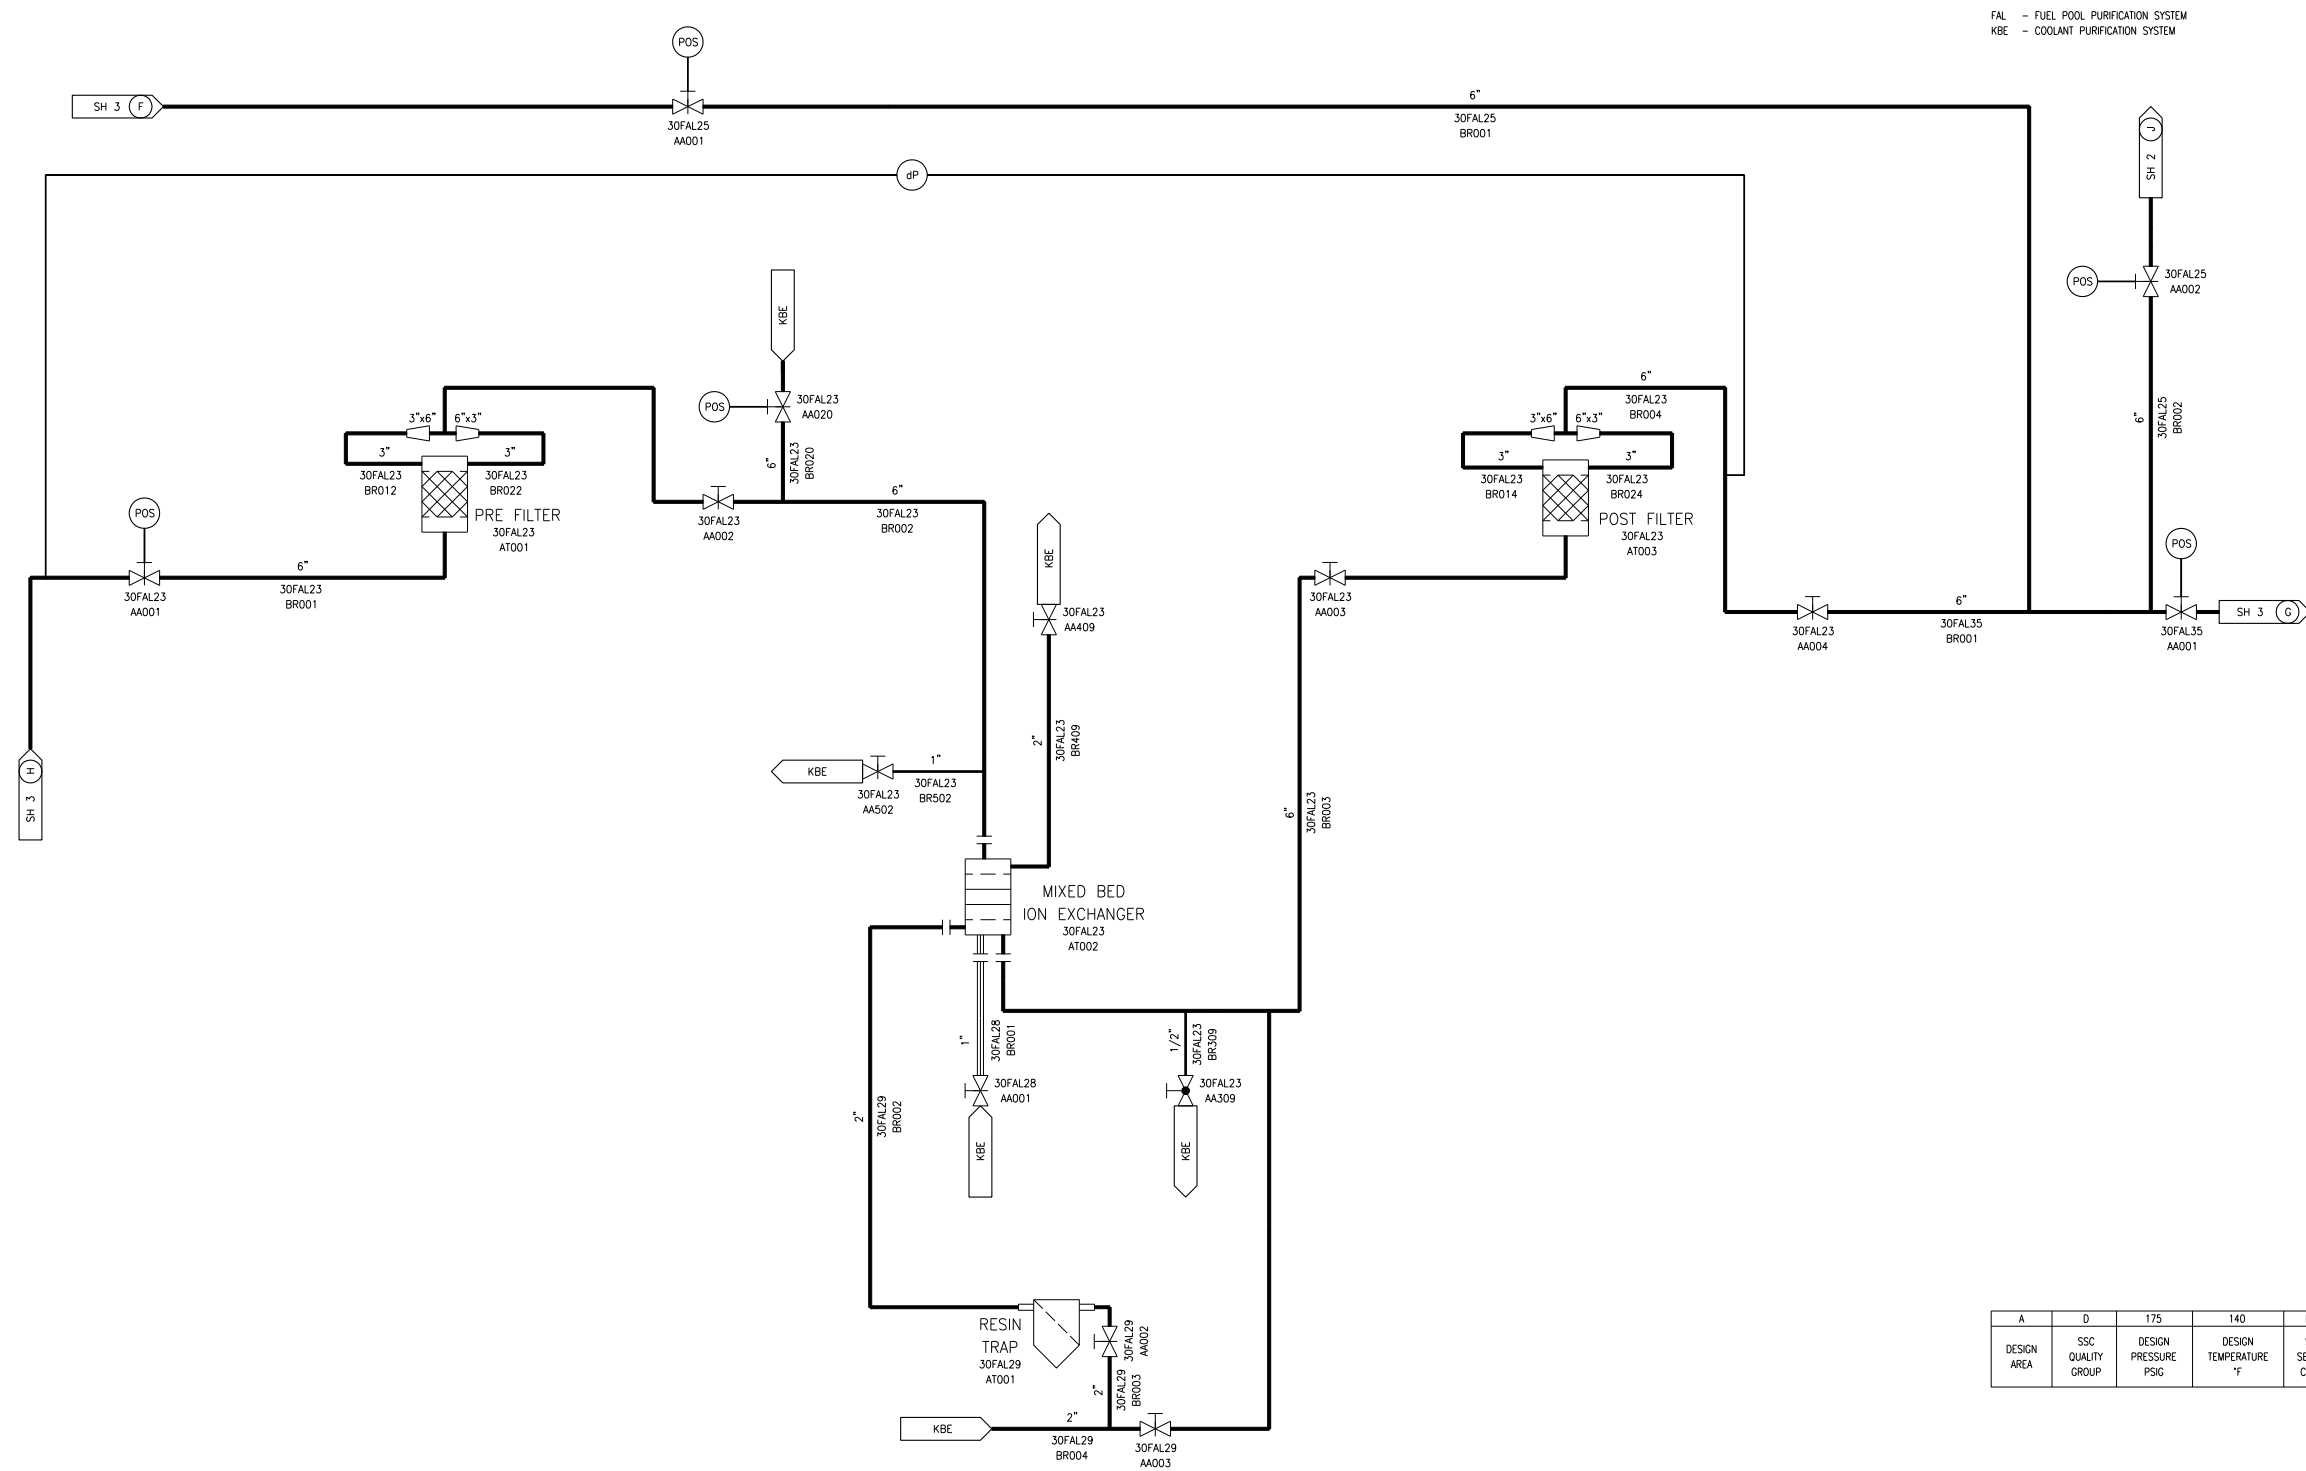 FAL – FUEL POOL PURIFICATION SYSTEM
KBE – COOLANT PURIFICATION SYSTEM
POS
SH 3 F
30FAL25
AA001
6"
30FAL25
BR001
J
SH 2
dP
POS
30FAL25
AA002
6"
30FAL25
BR002
KBE
POS
30FAL23
AA020
6"
30FAL23
BR020
3"x6"
6"x3"
3"
3"
30FAL23
BR012
30FAL23
BR022
PRE FILTER
30FAL23
AT001
30FAL23
AA002
6"
30FAL23
BR002
POS
30FAL23
AA001
6"
30FAL23
BR001
6"
30FAL23
BR004
3"x6"
6"x3"
3"
3"
30FAL23
BR014
30FAL23
BR024
POST FILTER
30FAL23
AT003
KBE
30FAL23
AA409
2"
30FAL23
BR409
30FAL23
AA003
30FAL23
AA004
6"
30FAL35
BR001
POS
30FAL35
AA001
SH 3 G
H
SH 3
KBE
30FAL23
AA502
1"
30FAL23
BR502
6"
30FAL23
BR003
MIXED BED
ION EXCHANGER
30FAL23
AT002
1"
30FAL28
BR001
30FAL28
AA001
KBE
1/2"
30FAL23
BR309
30FAL23
AA309
KBE
2"
30FAL29
BR002
RESIN
TRAP
30FAL29
AT001
30FAL29
AA002
2"
30FAL29
BR003
KBE
2"
30FAL29
BR004
30FAL29
AA003
A D 175 140
DESIGN
AREA
SSC
QUALITY
GROUP
DESIGN
PRESSURE
PSIG
DESIGN
TEMPERATURE
°F